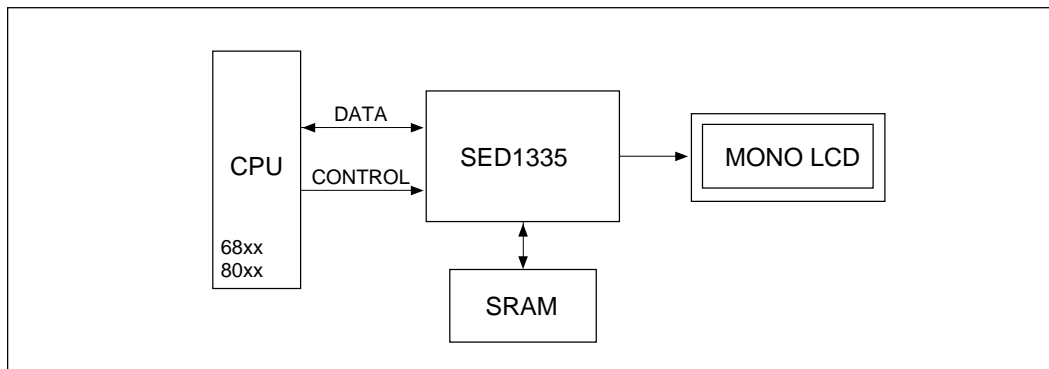 DATA
CPU
SED1335
MONO LCD
CONTROL
68xx
80xx
SRAM